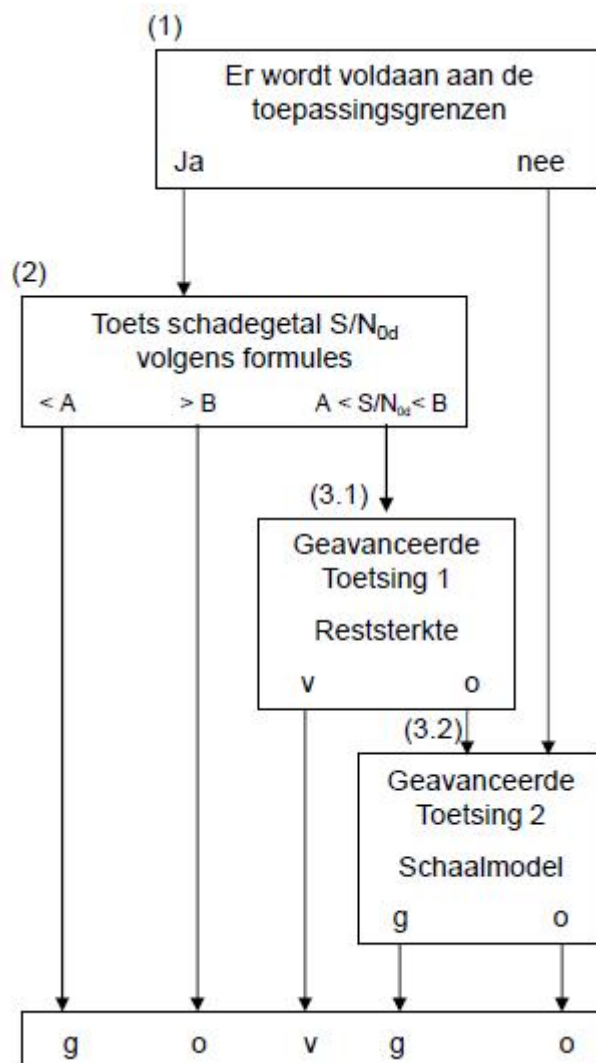 (1)
Er wordt voldaan aan de
toepassingsgrenzen
Ja nee
(2)
Toets schadegetal S/N0d
volgens formules
< A > B A < S/N0d < B
(3.1)
Geavanceerde
Toetsing 1
Reststerkte
v o
(3.2)
Geavanceerde
Toetsing 2
Schaalmodel
g o
g o v g o